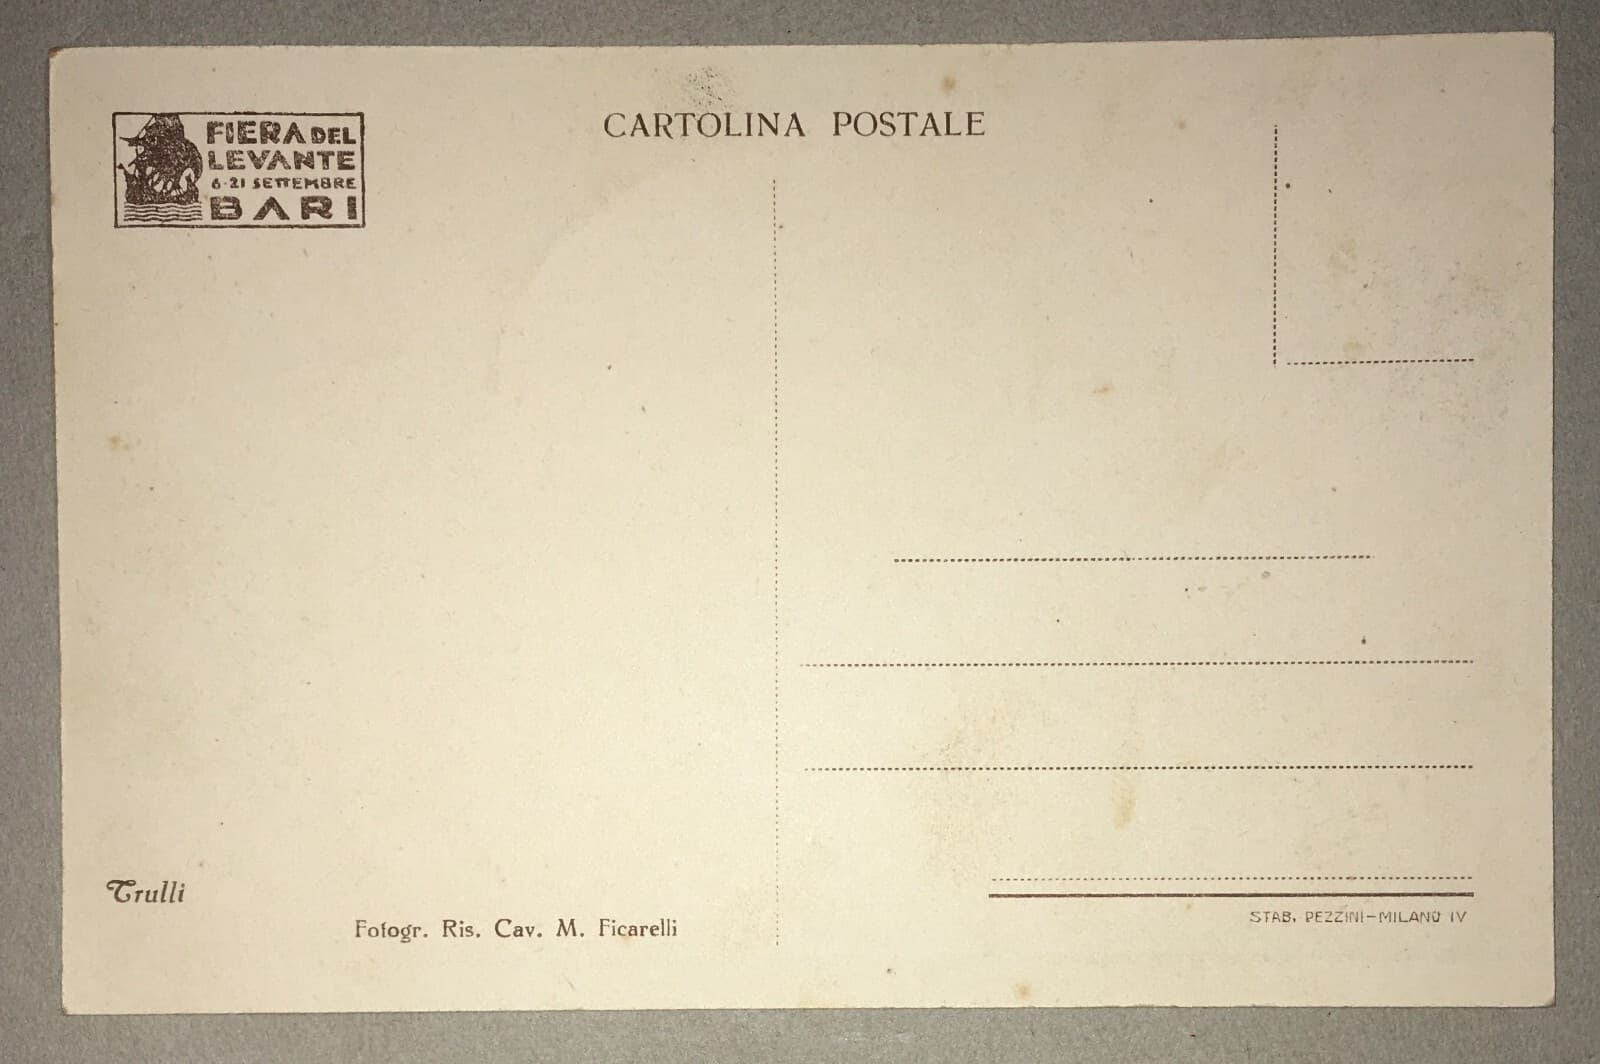 FIERA DEL
LEVANTE
6-21 SETTEMBRE
BARI
CARTOLINA POSTALE
Trulli
Fotogr. Ris. Cav. M. Ficarelli
STAB. PEZZINI-MILANO IV